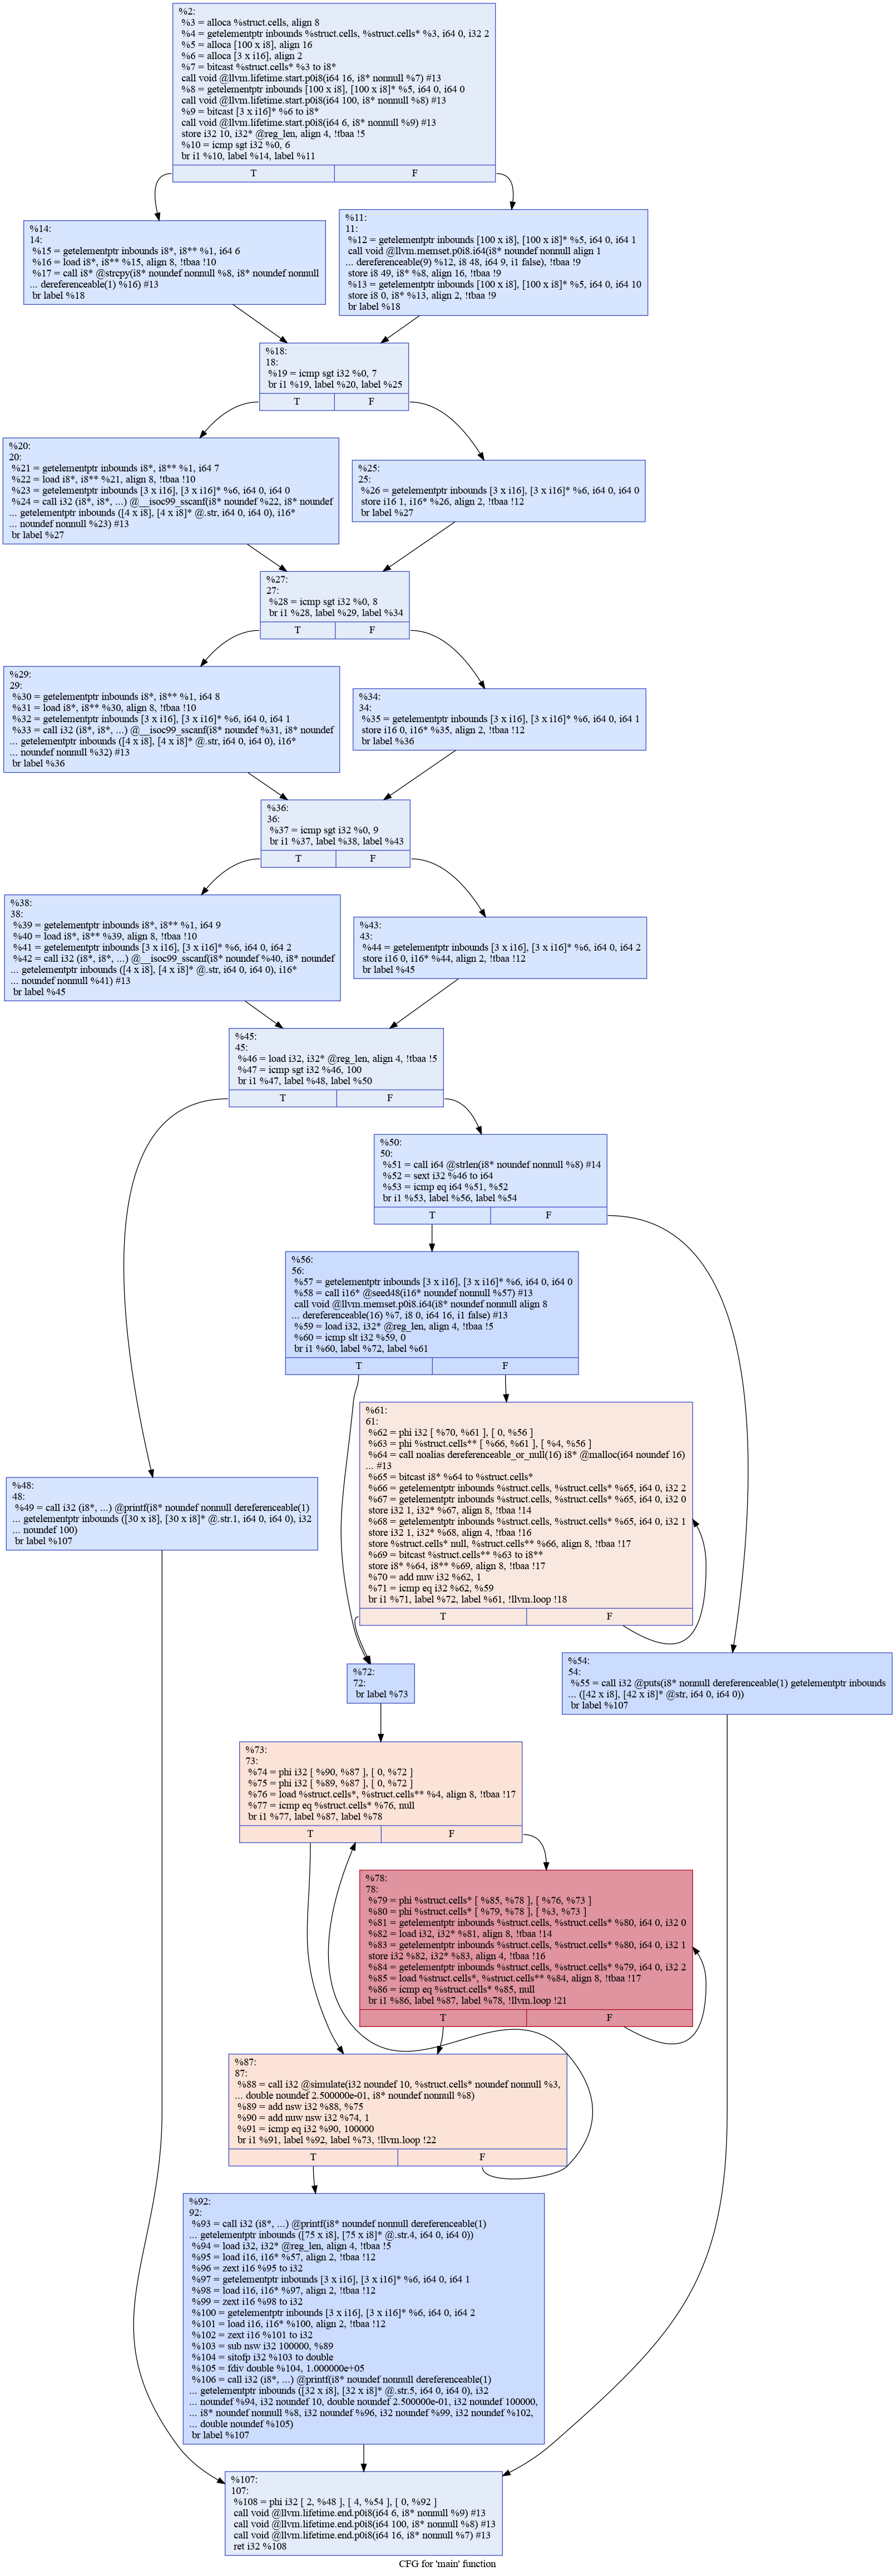 %2:
%3 = alloca %struct.cells, align 8
%4 = getelementptr inbounds %struct.cells, %struct.cells* %3, i64 0, i32 2
%5 = alloca [100 x i8], align 16
%6 = alloca [3 x i16], align 2
%7 = bitcast %struct.cells* %3 to i8*
call void @llvm.lifetime.start.p0i8(i64 16, i8* nonnull %7) #13
%8 = getelementptr inbounds [100 x i8], [100 x i8]* %5, i64 0, i64 0
call void @llvm.lifetime.start.p0i8(i64 100, i8* nonnull %8) #13
%9 = bitcast [3 x i16]* %6 to i8*
call void @llvm.lifetime.start.p0i8(i64 6, i8* nonnull %9) #13
store i32 10, i32* @reg_len, align 4, !tbaa !5
%10 = icmp sgt i32 %0, 6
br i1 %10, label %14, label %11
T F
%14:
14:
%15 = getelementptr inbounds i8*, i8** %1, i64 6
%16 = load i8*, i8** %15, align 8, !tbaa !10
%17 = call i8* @strcpy(i8* noundef nonnull %8, i8* noundef nonnull
... dereferenceable(1) %16) #13
br label %18
%11:
11:
%12 = getelementptr inbounds [100 x i8], [100 x i8]* %5, i64 0, i64 1
call void @llvm.memset.p0i8.i64(i8* noundef nonnull align 1
... dereferenceable(9) %12, i8 48, i64 9, i1 false), !tbaa !9
store i8 49, i8* %8, align 16, !tbaa !9
%13 = getelementptr inbounds [100 x i8], [100 x i8]* %5, i64 0, i64 10
store i8 0, i8* %13, align 2, !tbaa !9
br label %18
%18:
18:
%19 = icmp sgt i32 %0, 7
br i1 %19, label %20, label %25
T F
%20:
20:
%21 = getelementptr inbounds i8*, i8** %1, i64 7
%22 = load i8*, i8** %21, align 8, !tbaa !10
%23 = getelementptr inbounds [3 x i16], [3 x i16]* %6, i64 0, i64 0
%24 = call i32 (i8*, i8*, ...) @__isoc99_sscanf(i8* noundef %22, i8* noundef
... getelementptr inbounds ([4 x i8], [4 x i8]* @.str, i64 0, i64 0), i16*
... noundef nonnull %23) #13
br label %27
%25:
25:
%26 = getelementptr inbounds [3 x i16], [3 x i16]* %6, i64 0, i64 0
store i16 1, i16* %26, align 2, !tbaa !12
br label %27
%27:
27:
%28 = icmp sgt i32 %0, 8
br i1 %28, label %29, label %34
T F
%29:
29:
%30 = getelementptr inbounds i8*, i8** %1, i64 8
%31 = load i8*, i8** %30, align 8, !tbaa !10
%32 = getelementptr inbounds [3 x i16], [3 x i16]* %6, i64 0, i64 1
%33 = call i32 (i8*, i8*, ...) @__isoc99_sscanf(i8* noundef %31, i8* noundef
... getelementptr inbounds ([4 x i8], [4 x i8]* @.str, i64 0, i64 0), i16*
... noundef nonnull %32) #13
br label %36
%34:
34:
%35 = getelementptr inbounds [3 x i16], [3 x i16]* %6, i64 0, i64 1
store i16 0, i16* %35, align 2, !tbaa !12
br label %36
%36:
36:
%37 = icmp sgt i32 %0, 9
br i1 %37, label %38, label %43
T F
%38:
38:
%39 = getelementptr inbounds i8*, i8** %1, i64 9
%40 = load i8*, i8** %39, align 8, !tbaa !10
%41 = getelementptr inbounds [3 x i16], [3 x i16]* %6, i64 0, i64 2
%42 = call i32 (i8*, i8*, ...) @__isoc99_sscanf(i8* noundef %40, i8* noundef
... getelementptr inbounds ([4 x i8], [4 x i8]* @.str, i64 0, i64 0), i16*
... noundef nonnull %41) #13
br label %45
%43:
43:
%44 = getelementptr inbounds [3 x i16], [3 x i16]* %6, i64 0, i64 2
store i16 0, i16* %44, align 2, !tbaa !12
br label %45
%45:
45:
%46 = load i32, i32* @reg_len, align 4, !tbaa !5
%47 = icmp sgt i32 %46, 100
br i1 %47, label %48, label %50
T F
%50:
50:
%51 = call i64 @strlen(i8* noundef nonnull %8) #14
%52 = sext i32 %46 to i64
%53 = icmp eq i64 %51, %52
br i1 %53, label %56, label %54
T F
%56:
56:
%57 = getelementptr inbounds [3 x i16], [3 x i16]* %6, i64 0, i64 0
%58 = call i16* @seed48(i16* noundef nonnull %57) #13
call void @llvm.memset.p0i8.i64(i8* noundef nonnull align 8
... dereferenceable(16) %7, i8 0, i64 16, i1 false) #13
%59 = load i32, i32* @reg_len, align 4, !tbaa !5
%60 = icmp slt i32 %59, 0
br i1 %60, label %72, label %61
T F
%61:
61:
%62 = phi i32 [ %70, %61 ], [ 0, %56 ]
%63 = phi %struct.cells** [ %66, %61 ], [ %4, %56 ]
%64 = call noalias dereferenceable_or_null(16) i8* @malloc(i64 noundef 16)
... #13
%65 = bitcast i8* %64 to %struct.cells*
%66 = getelementptr inbounds %struct.cells, %struct.cells* %65, i64 0, i32 2
%67 = getelementptr inbounds %struct.cells, %struct.cells* %65, i64 0, i32 0
store i32 1, i32* %67, align 8, !tbaa !14
%68 = getelementptr inbounds %struct.cells, %struct.cells* %65, i64 0, i32 1
store i32 1, i32* %68, align 4, !tbaa !16
store %struct.cells* null, %struct.cells** %66, align 8, !tbaa !17
%69 = bitcast %struct.cells** %63 to i8**
store i8* %64, i8** %69, align 8, !tbaa !17
%70 = add nuw i32 %62, 1
%71 = icmp eq i32 %62, %59
br i1 %71, label %72, label %61, !llvm.loop !18
T F
%48:
48:
%49 = call i32 (i8*, ...) @printf(i8* noundef nonnull dereferenceable(1)
... getelementptr inbounds ([30 x i8], [30 x i8]* @.str.1, i64 0, i64 0), i32
... noundef 100)
br label %107
%54:
54:
%55 = call i32 @puts(i8* nonnull dereferenceable(1) getelementptr inbounds
... ([42 x i8], [42 x i8]* @str, i64 0, i64 0))
br label %107
%72:
72:
br label %73
%73:
73:
%74 = phi i32 [ %90, %87 ], [ 0, %72 ]
%75 = phi i32 [ %89, %87 ], [ 0, %72 ]
%76 = load %struct.cells*, %struct.cells** %4, align 8, !tbaa !17
%77 = icmp eq %struct.cells* %76, null
br i1 %77, label %87, label %78
T F
%78:
78:
%79 = phi %struct.cells* [ %85, %78 ], [ %76, %73 ]
%80 = phi %struct.cells* [ %79, %78 ], [ %3, %73 ]
%81 = getelementptr inbounds %struct.cells, %struct.cells* %80, i64 0, i32 0
%82 = load i32, i32* %81, align 8, !tbaa !14
%83 = getelementptr inbounds %struct.cells, %struct.cells* %80, i64 0, i32 1
store i32 %82, i32* %83, align 4, !tbaa !16
%84 = getelementptr inbounds %struct.cells, %struct.cells* %79, i64 0, i32 2
%85 = load %struct.cells*, %struct.cells** %84, align 8, !tbaa !17
%86 = icmp eq %struct.cells* %85, null
br i1 %86, label %87, label %78, !llvm.loop !21
T F
%87:
87:
%88 = call i32 @simulate(i32 noundef 10, %struct.cells* noundef nonnull %3,
... double noundef 2.500000e-01, i8* noundef nonnull %8)
%89 = add nsw i32 %88, %75
%90 = add nuw nsw i32 %74, 1
%91 = icmp eq i32 %90, 100000
br i1 %91, label %92, label %73, !llvm.loop !22
T F
%92:
92:
%93 = call i32 (i8*, ...) @printf(i8* noundef nonnull dereferenceable(1)
... getelementptr inbounds ([75 x i8], [75 x i8]* @.str.4, i64 0, i64 0))
%94 = load i32, i32* @reg_len, align 4, !tbaa !5
%95 = load i16, i16* %57, align 2, !tbaa !12
%96 = zext i16 %95 to i32
%97 = getelementptr inbounds [3 x i16], [3 x i16]* %6, i64 0, i64 1
%98 = load i16, i16* %97, align 2, !tbaa !12
%99 = zext i16 %98 to i32
%100 = getelementptr inbounds [3 x i16], [3 x i16]* %6, i64 0, i64 2
%101 = load i16, i16* %100, align 2, !tbaa !12
%102 = zext i16 %101 to i32
%103 = sub nsw i32 100000, %89
%104 = sitofp i32 %103 to double
%105 = fdiv double %104, 1.000000e+05
%106 = call i32 (i8*, ...) @printf(i8* noundef nonnull dereferenceable(1)
... getelementptr inbounds ([32 x i8], [32 x i8]* @.str.5, i64 0, i64 0), i32
... noundef %94, i32 noundef 10, double noundef 2.500000e-01, i32 noundef 100000,
... i8* noundef nonnull %8, i32 noundef %96, i32 noundef %99, i32 noundef %102,
... double noundef %105)
br label %107
%107:
107:
%108 = phi i32 [ 2, %48 ], [ 4, %54 ], [ 0, %92 ]
call void @llvm.lifetime.end.p0i8(i64 6, i8* nonnull %9) #13
call void @llvm.lifetime.end.p0i8(i64 100, i8* nonnull %8) #13
call void @llvm.lifetime.end.p0i8(i64 16, i8* nonnull %7) #13
ret i32 %108
CFG for 'main' function